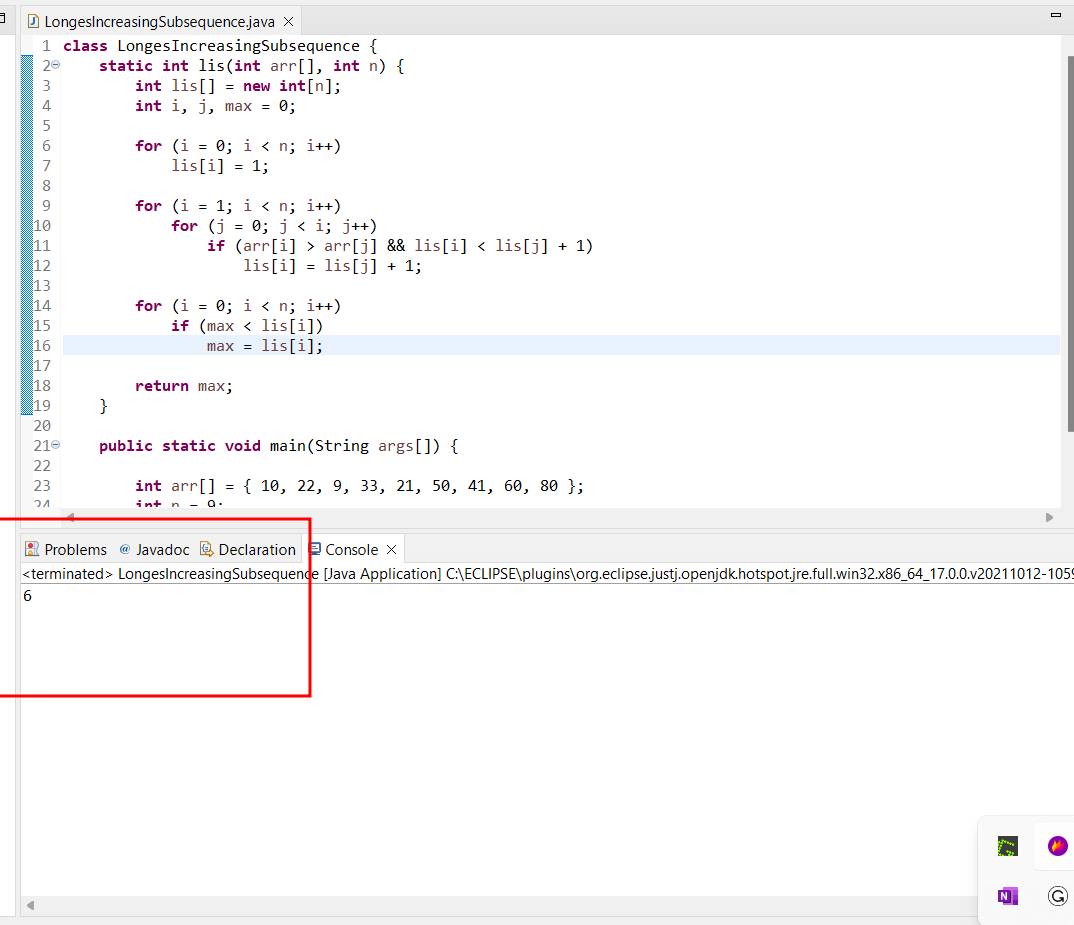 LongesIncreasingSubsequence.java
1 class LongesIncreasingSubsequence {
2 static int lis(int arr[], int n) {
3 int lis[] = new int[n];
4 int i, j, max = 0;
5
6 for (i = 0; i < n; i++)
7 lis[i] = 1;
8
9 for (i = 1; i < n; i++)
10 for (j = 0; j < i; j++)
11 if (arr[i] > arr[j] && lis[i] < lis[j] + 1)
12 lis[i] = lis[j] + 1;
13
14 for (i = 0; i < n; i++)
15 if (max < lis[i])
16 max = lis[i];
17
18 return max;
19 }
20
21 public static void main(String args[]) {
22
23 int arr[] = { 10, 22, 9, 33, 21, 50, 41, 60, 80 };
24 int n = 9;
Problems @ Javadoc Declaration Console
<terminated> LongesIncreasingSubsequence [Java Application] C:\ECLIPSE\plugins\org.eclipse.justj.openjdk.hotspot.jre.full.win32.x86_64_17.0.0.v20211012-1059
6